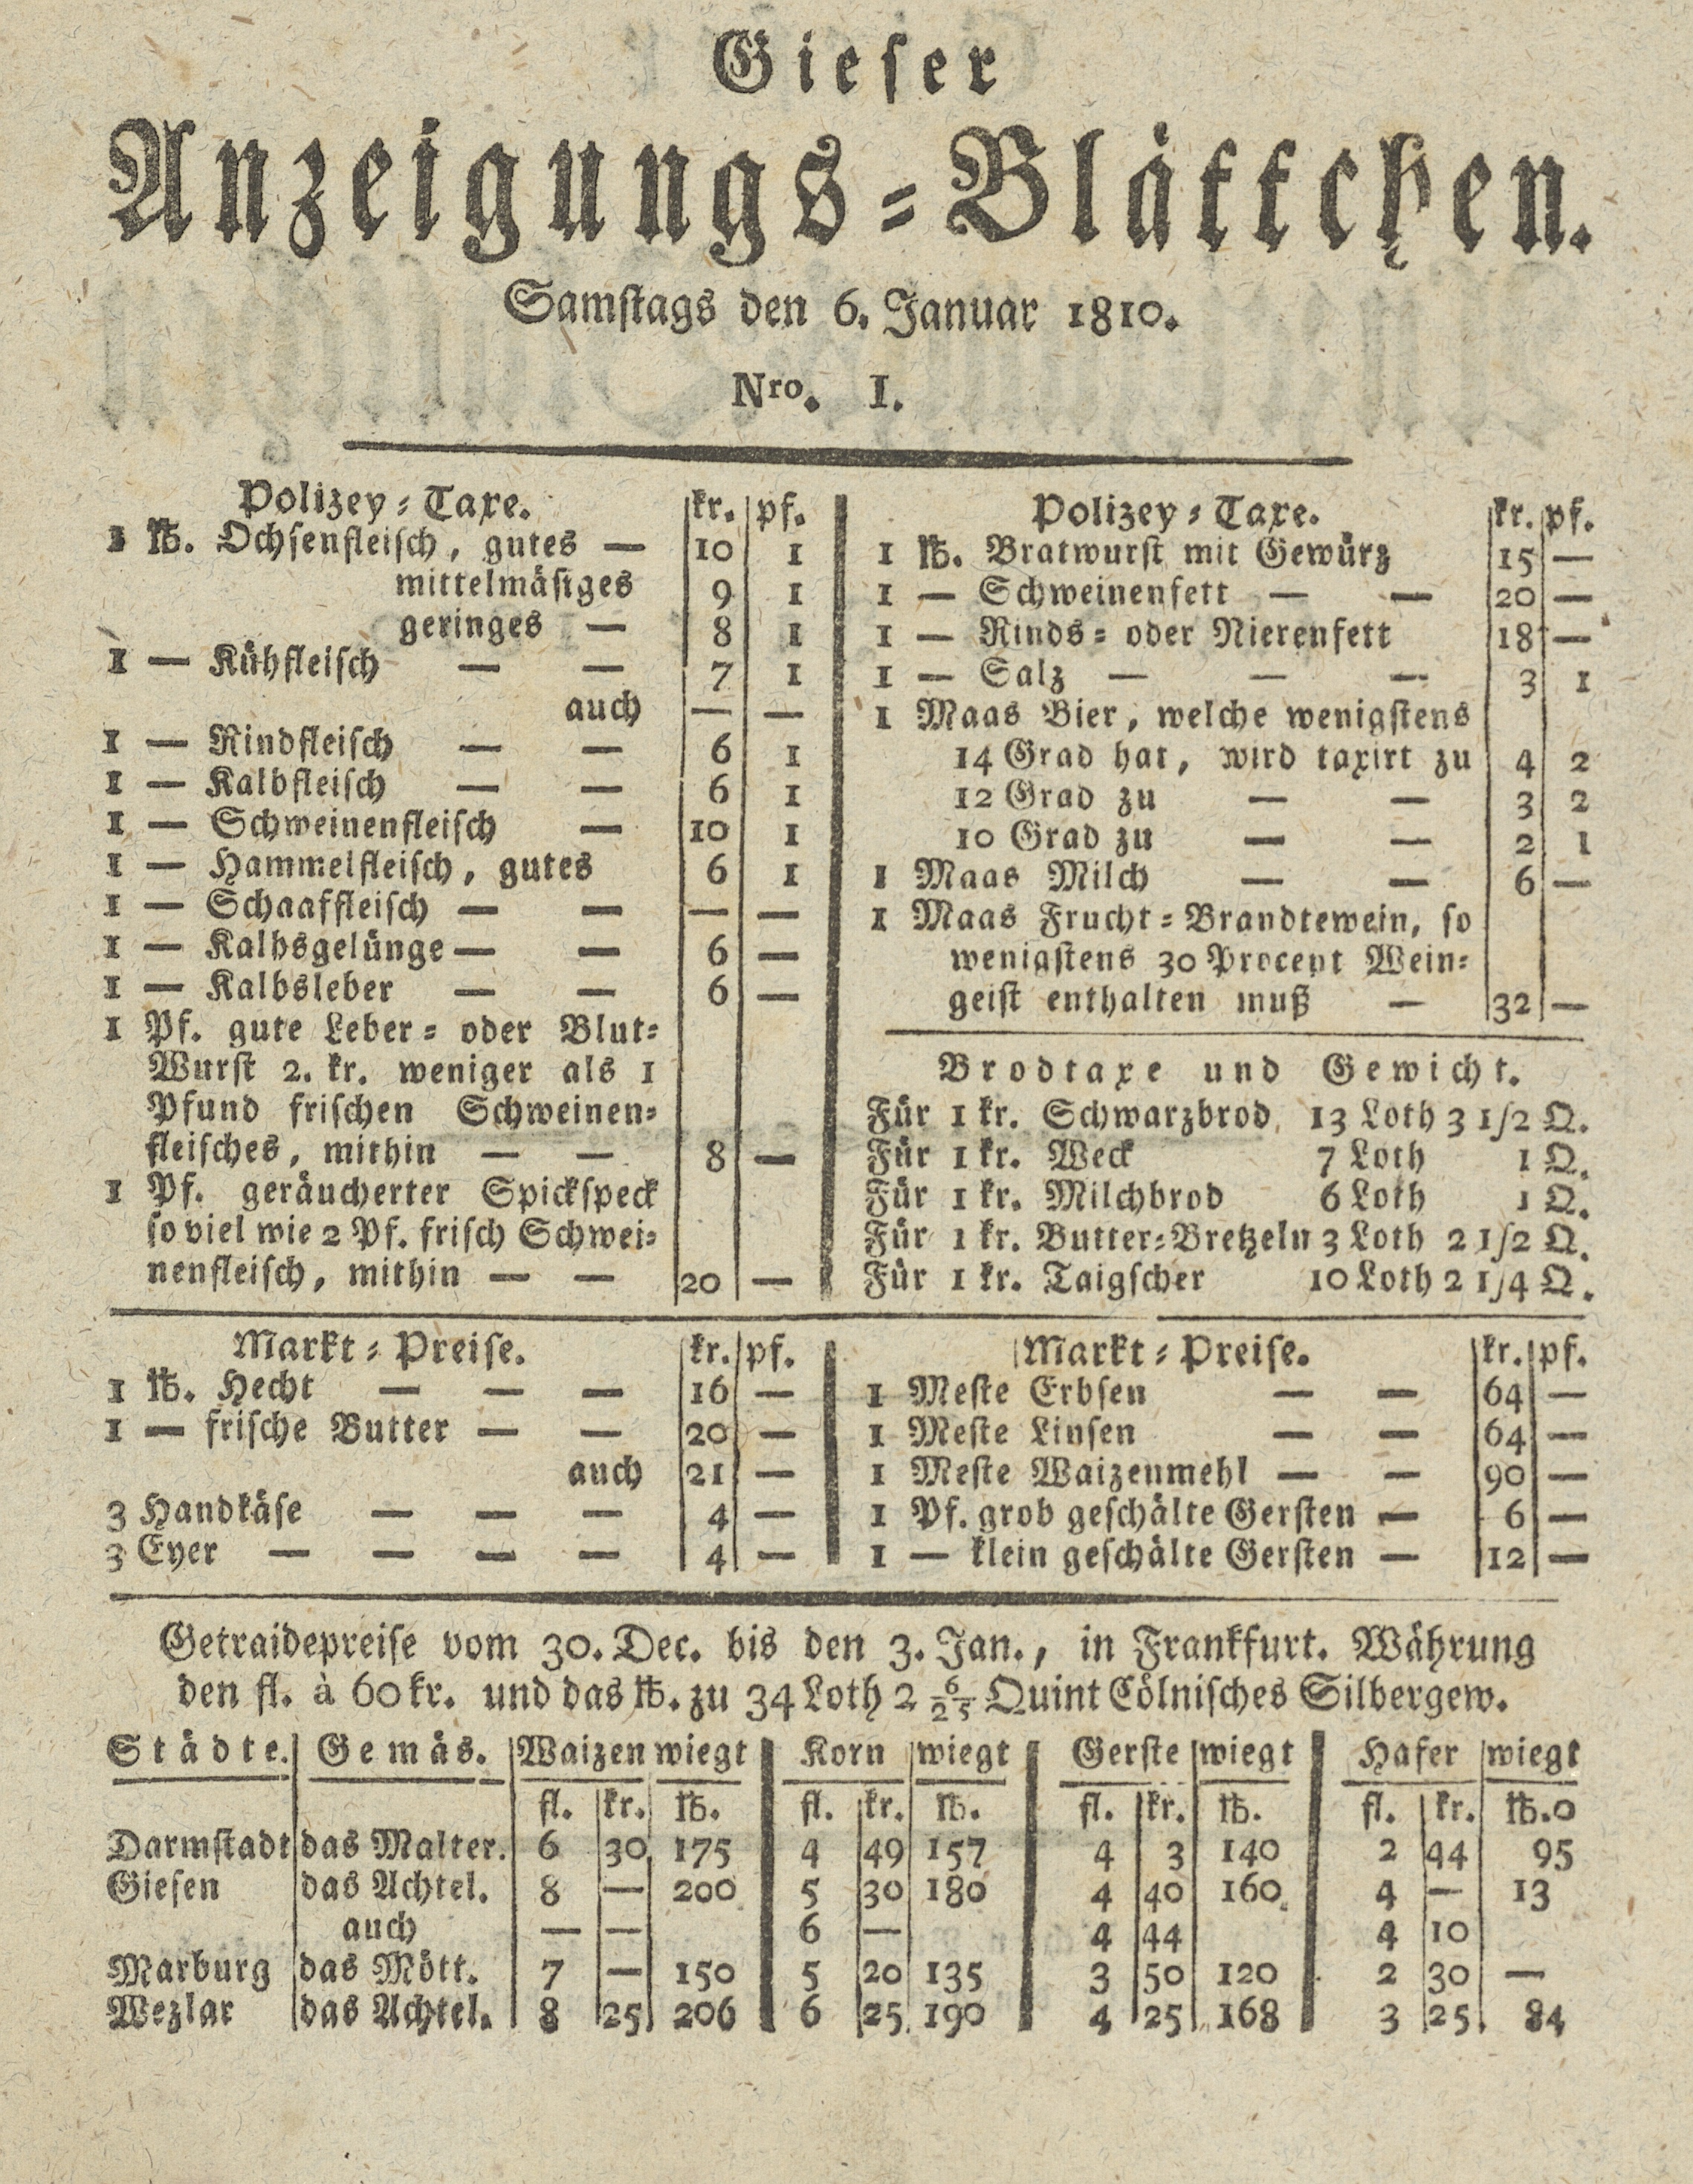 Gieser
Anzeigungs-Blättchen.
Samstags den 6. Januar 1810.
Nro. I.
Polizey-Taxe. kr. pf.
1 ℔. Ochsenfleisch, gutes — 10 1
mittelmäsiges 9 1
geringes — 8 1
1 — Kühfleisch — — 7 1
auch — —
1 — Rindfleisch — — 6 1
1 — Kalbfleisch — — 6 1
1 — Schweinenfleisch — 10 1
1 — Hammelfleisch, gutes 6 1
1 — Schaaffleisch — — — —
1 — Kalbsgelünge — — 6 —
1 — Kalbsleber — — 6 —
1 Pf. gute Leber- oder Blut-
Wurst 2. kr. weniger als 1
Pfund frischen Schweinen-
fleisches, mithin — — 8 —
1 Pf. geräucherter Spickspeck
so viel wie 2 Pf. frisch Schwei-
nenfleisch, mithin — — 20 —
Polizey-Taxe. kr. pf.
1 ℔. Bratwurst mit Gewürz 15 —
1 — Schweinenfett — — 20 —
1 — Rinds- oder Nierenfett 18 —
1 — Salz — — — 3 1
1 Maas Bier, welche wenigstens
14 Grad hat, wird taxirt zu 4 2
12 Grad zu — — 3 2
10 Grad zu — — 2 1
1 Maas Milch — — 6 —
1 Maas Frucht-Brandtewein, so
wenigstens 30 Procent Wein-
geist enthalten muß — 32 —
Brodtaxe und Gewicht.
Für 1 kr. Schwarzbrod 13 Loth 3 1/2 Q.
Für 1 kr. Weck 7 Loth 1 Q.
Für 1 kr. Milchbrod 6 Loth 1 Q.
Für 1 kr. Butter-Bretzeln 3 Loth 2 1/2 Q.
Für 1 kr. Taigscher 10 Loth 2 1/4 Q.
Markt-Preise. kr. pf.
1 ℔. Hecht — — — 16 —
1 — frische Butter — — 20 —
auch 21 —
3 Handkäse — — — 4 —
3 Eyer — — — — 4 —
Markt-Preise. kr. pf.
1 Meste Erbsen — — 64 —
1 Meste Linsen — — 64 —
1 Meste Waizenmehl — — 90 —
1 Pf. grob geschälte Gersten — 6 —
1 — klein geschälte Gersten — 12 —
Getraidepreise vom 30. Dec. bis den 3. Jan., in Frankfurt. Währung
den fl. à 60 kr. und das ℔. zu 34 Loth 2 6/25 Quint Cölnisches Silbergew.
Städte. Gemäs. Waizen wiegt Korn wiegt Gerste wiegt Hafer wiegt
fl. kr. ℔. fl. kr. ℔. fl. kr. ℔. fl. kr. ℔.o
Darmstadt das Malter. 6 30 175 4 49 157 4 3 140 2 44 95
Giesen das Achtel. 8 — 200 5 30 180 4 40 160 4 — 13
auch — — 6 — 4 44 4 10
Marburg das Mött. 7 — 150 5 20 135 3 50 120 2 30 —
Wezlar das Achtel. 8 25 206 6 25 190 4 25 168 3 25 84